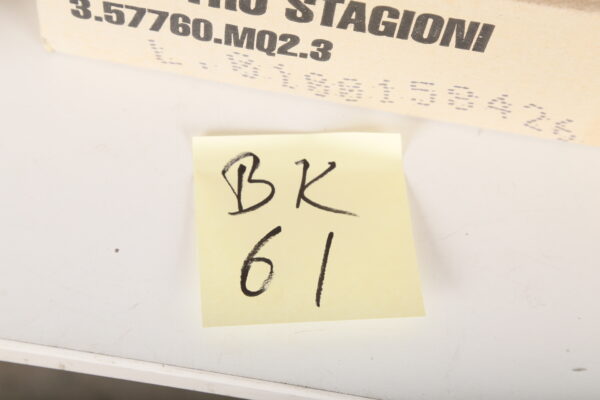 STAGIONI
3.57760.MQ2.3
BK
61